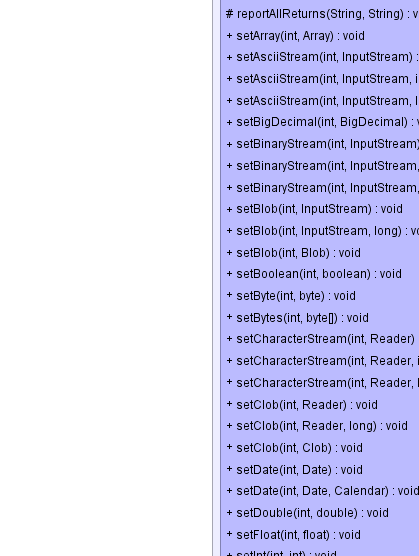 # reportAllReturns(String, String) : v
+ setArray(int, Array) : void
+ setAsciiStream(int, InputStream) :
+ setAsciiStream(int, InputStream, i
+ setAsciiStream(int, InputStream, l
+ setBigDecimal(int, BigDecimal) : v
+ setBinaryStream(int, InputStream)
+ setBinaryStream(int, InputStream,
+ setBinaryStream(int, InputStream,
+ setBlob(int, InputStream) : void
+ setBlob(int, InputStream, long) : vo
+ setBlob(int, Blob) : void
+ setBoolean(int, boolean) : void
+ setByte(int, byte) : void
+ setBytes(int, byte[]) : void
+ setCharacterStream(int, Reader)
+ setCharacterStream(int, Reader, i
+ setCharacterStream(int, Reader, l
+ setClob(int, Reader) : void
+ setClob(int, Reader, long) : void
+ setClob(int, Clob) : void
+ setDate(int, Date) : void
+ setDate(int, Date, Calendar) : void
+ setDouble(int, double) : void
+ setFloat(int, float) : void
+ setInt(int, int) : void